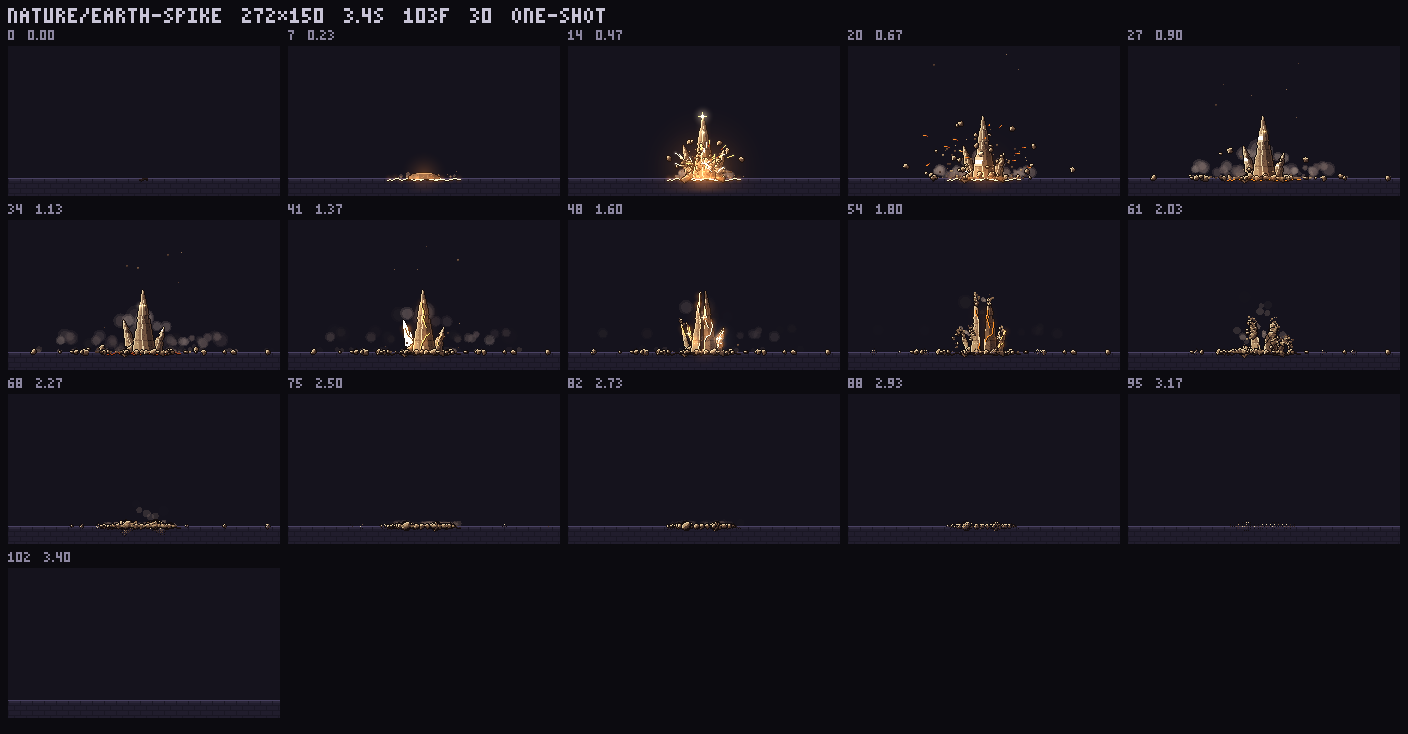 NATURE/EARTH-SPIKE 272×150 3.4S 103F 30 ONE-SHOT
0 0.00 7 0.23 14 0.47 20 0.67 27 0.90
34 1.13 41 1.37 48 1.60 54 1.80 61 2.03
68 2.27 75 2.50 82 2.73 88 2.93 95 3.17
102 3.40